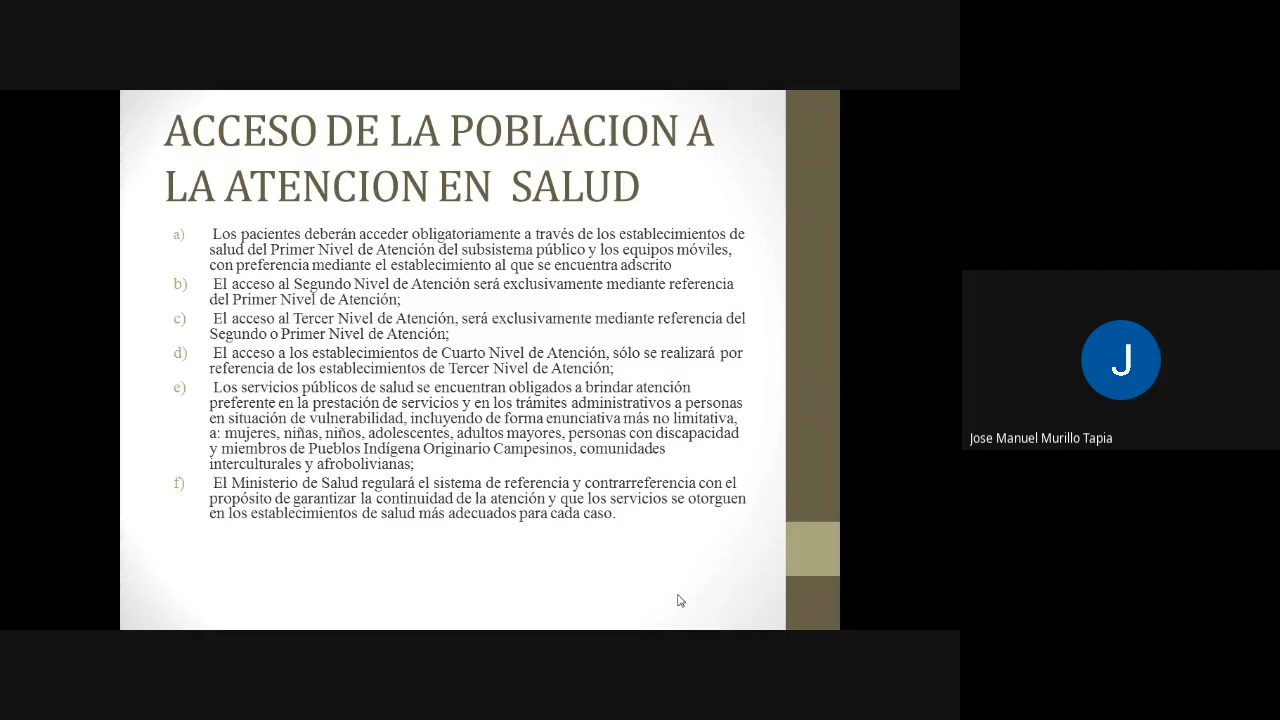 ACCESO DE LA POBLACION A
LA ATENCION EN SALUD
a) Los pacientes deberán acceder obligatoriamente a través de los establecimientos de
salud del Primer Nivel de Atención del subsistema público y los equipos móviles,
con preferencia mediante el establecimiento al que se encuentra adscrito
b) El acceso al Segundo Nivel de Atención será exclusivamente mediante referencia
del Primer Nivel de Atención;
c) El acceso al Tercer Nivel de Atención, será exclusivamente mediante referencia del
Segundo o Primer Nivel de Atención;
d) El acceso a los establecimientos de Cuarto Nivel de Atención, sólo se realizará por
referencia de los establecimientos de Tercer Nivel de Atención;
e) Los servicios públicos de salud se encuentran obligados a brindar atención
preferente en la prestación de servicios y en los trámites administrativos a personas
en situación de vulnerabilidad, incluyendo de forma enunciativa más no limitativa,
a: mujeres, niñas, niños, adolescentes, adultos mayores, personas con discapacidad
y miembros de Pueblos Indígena Originario Campesinos, comunidades
interculturales y afrobolivianas;
f) El Ministerio de Salud regulará el sistema de referencia y contrarreferencia con el
propósito de garantizar la continuidad de la atención y que los servicios se otorguen
en los establecimientos de salud más adecuados para cada caso.
J
Jose Manuel Murillo Tapia